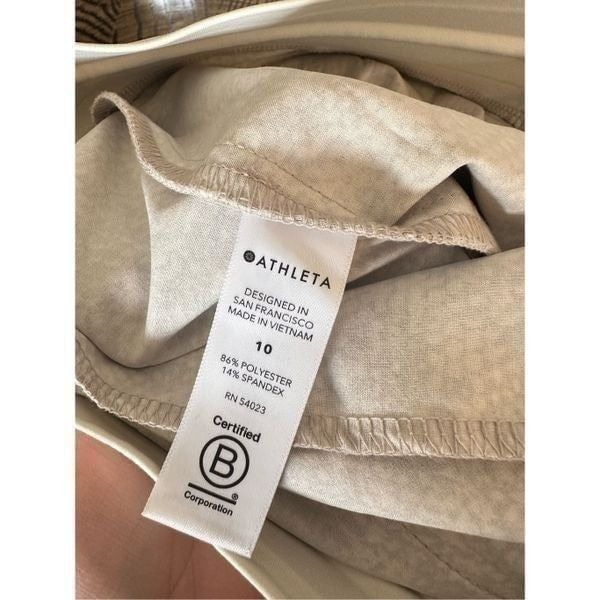 ATHLETA
DESIGNED IN
SAN FRANCISCO
MADE IN VIETNAM
10
86% POLYESTER
14% SPANDEX
RN 54023
Certified
B
®
Corporation